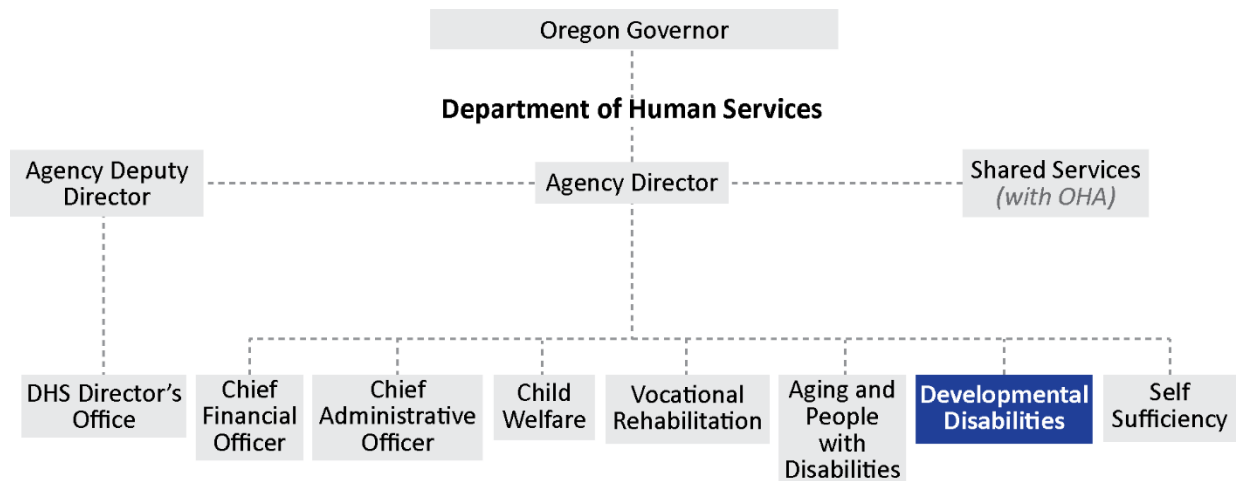 Oregon Governor
Department of Human Services
Agency Deputy
Director
Agency Director
Shared Services
(with OHA)
DHS Director’s
Office
Chief
Financial
Officer
Chief
Administrative
Officer
Child
Welfare
Vocational
Rehabilitation
Aging and
People
with
Disabilities
Developmental
Disabilities
Self
Sufficiency